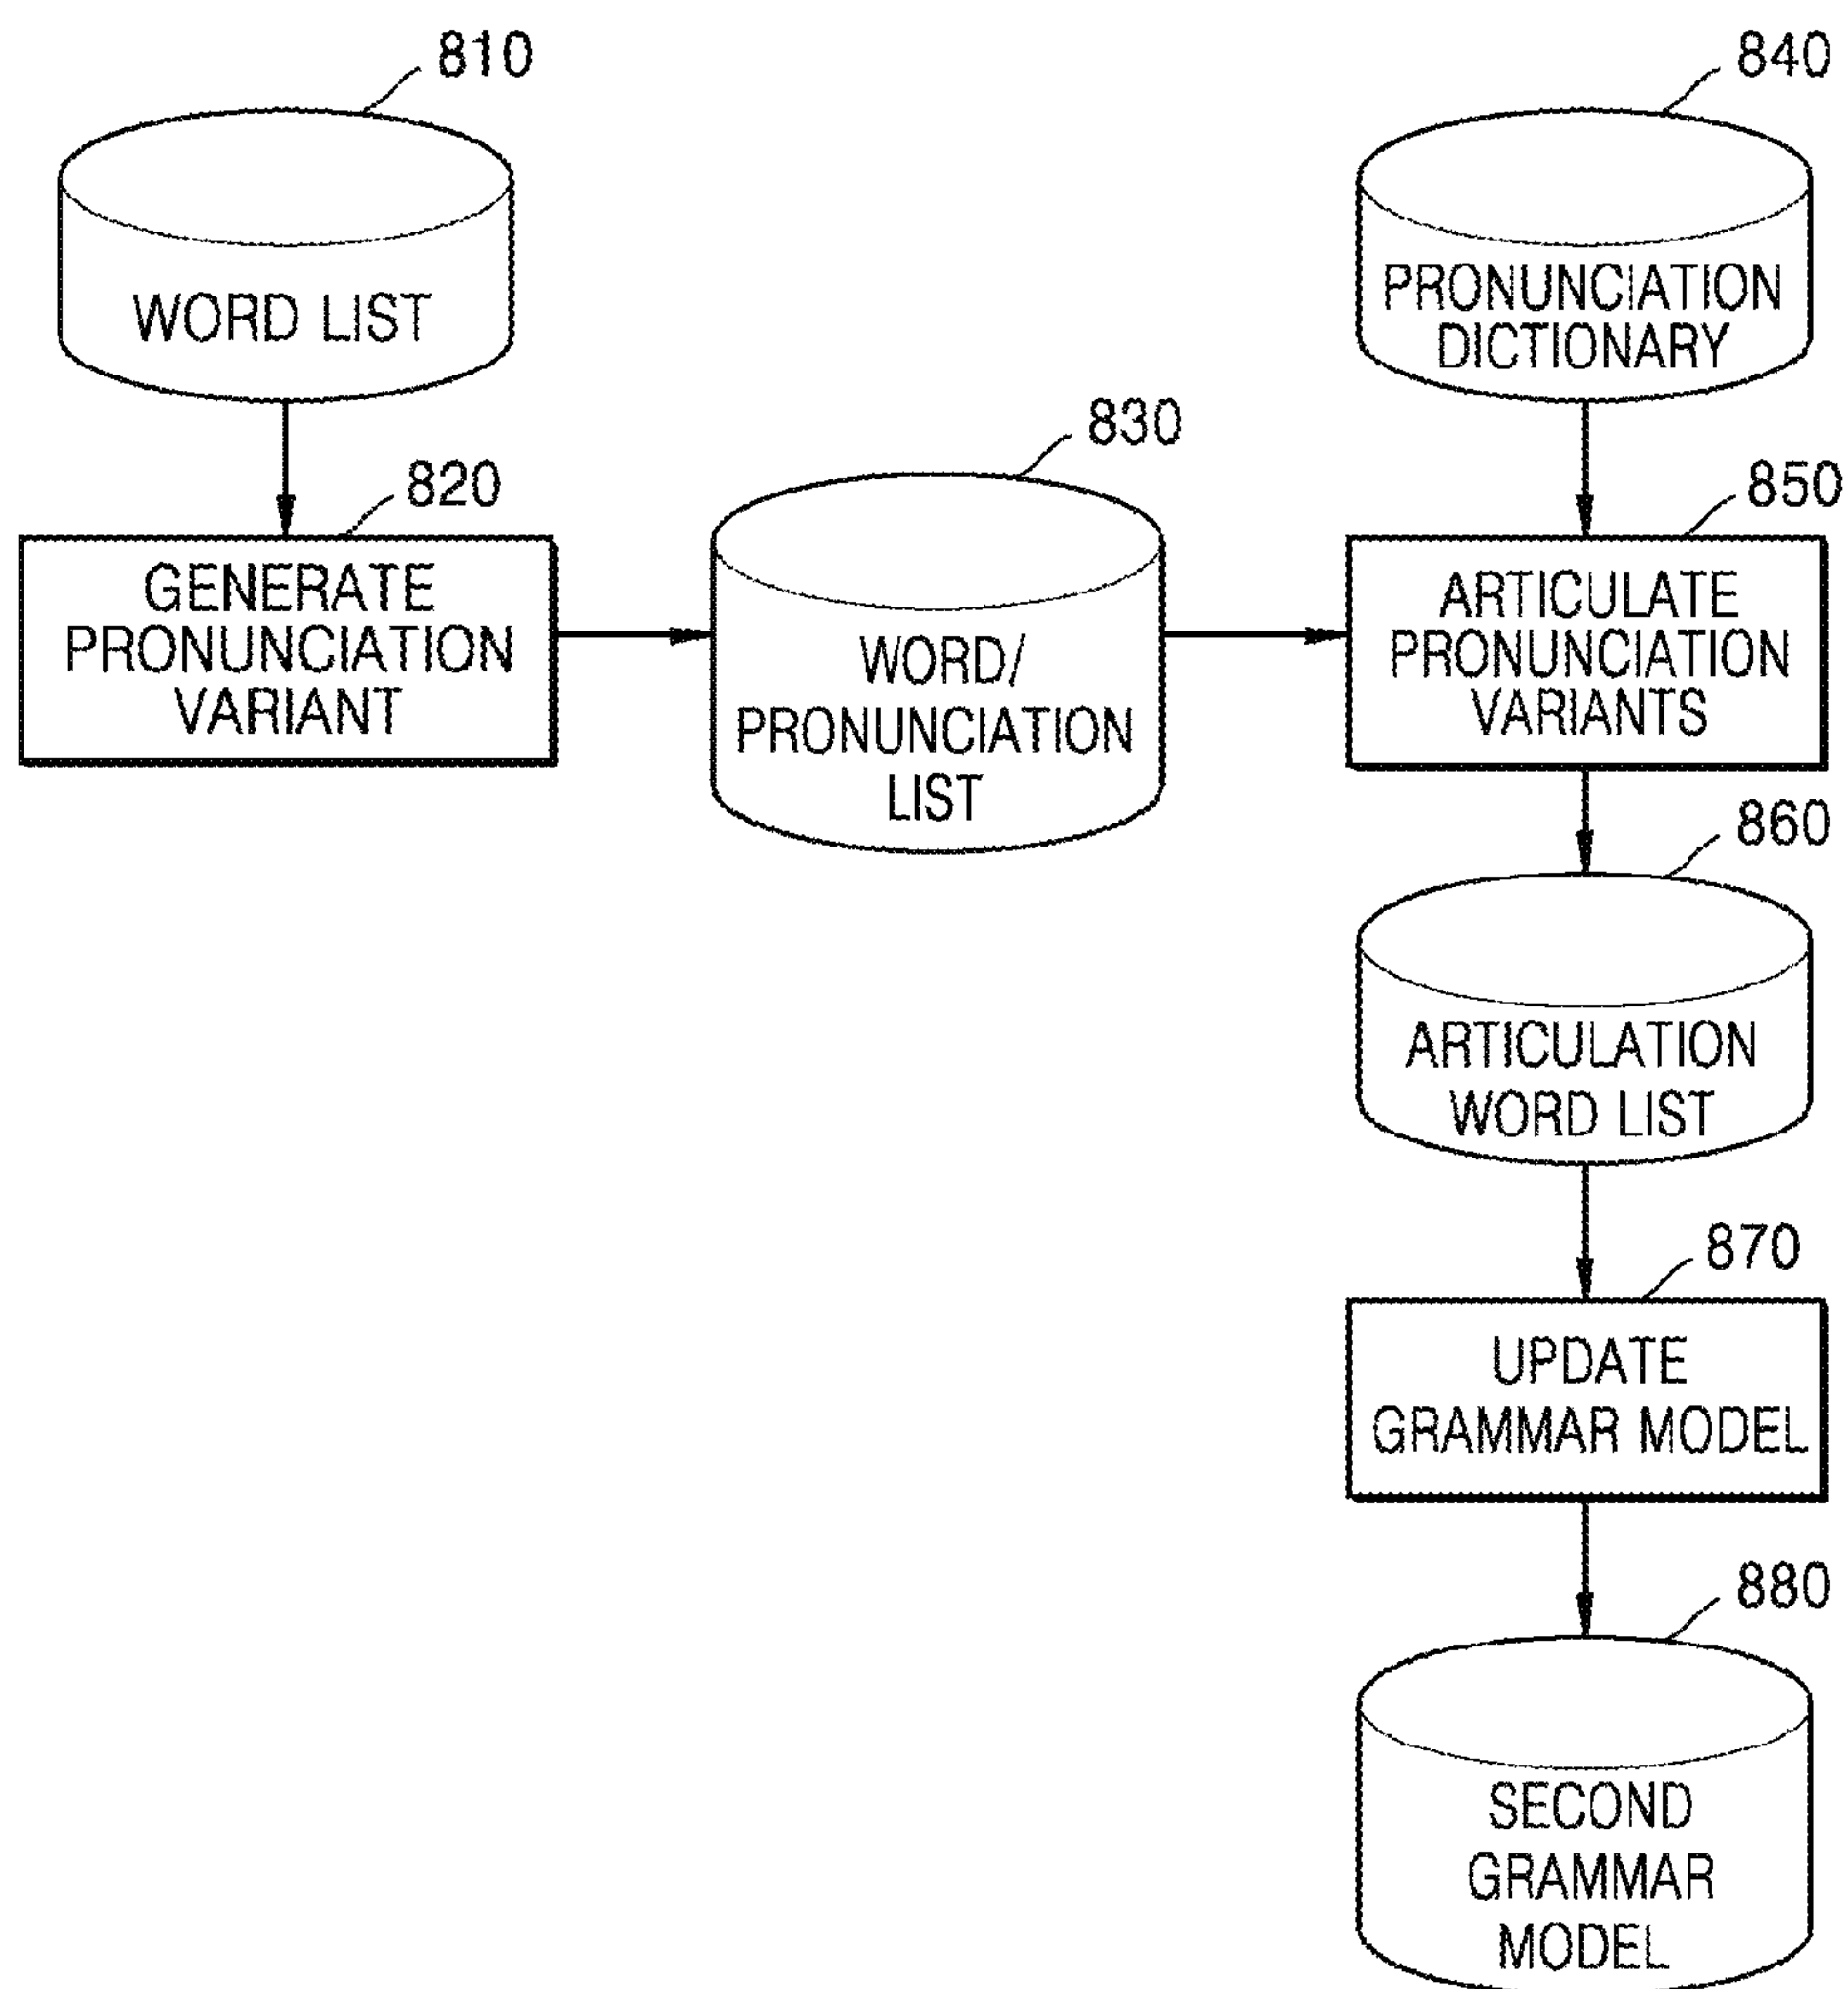 810
WORD LIST
820
GENERATE
PRONUNCIATION
VARIANT
830
WORD/
PRONUNCIATION
LIST
840
PRONUNCIATION
DICTIONARY
850
ARTICULATE
PRONUNCIATION
VARIANTS
860
ARTICULATION
WORD LIST
870
UPDATE
GRAMMAR MODEL
880
SECOND
GRAMMAR
MODEL